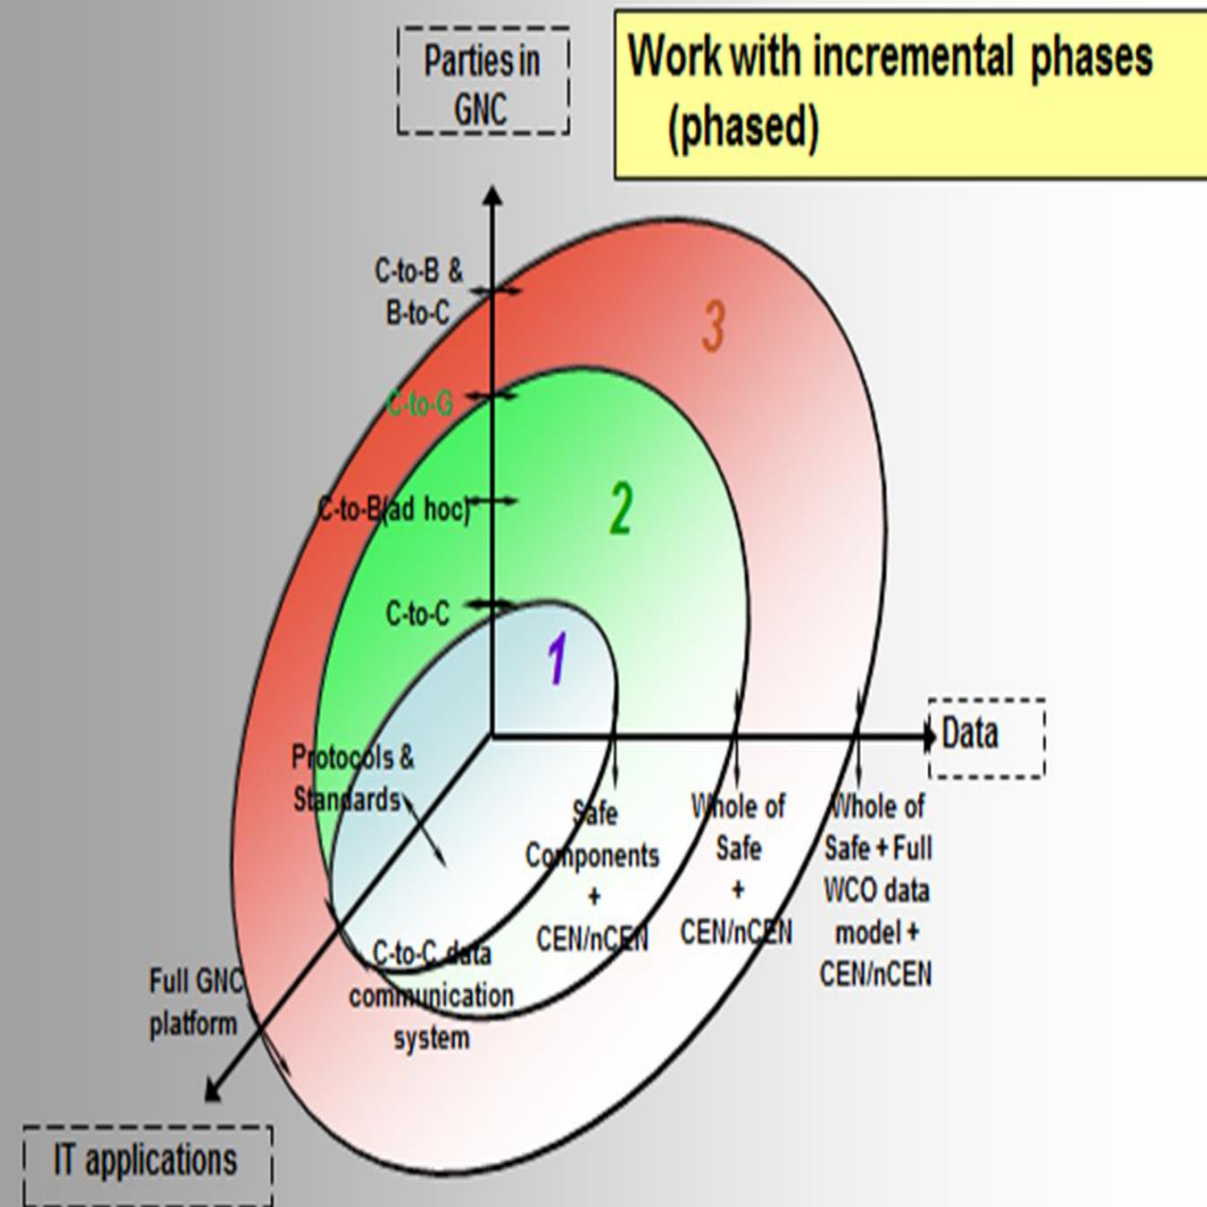 Parties in
GNC
Work with incremental phases
(phased)
C-to-B &
B-to-C
3
C-to-G
C-to-B(ad hoc)
2
C-to-C
1
Data
Protocols &
Standards
Safe
Components
+
CEN/nCEN
Whole of
Safe
+
CEN/nCEN
Whole of
Safe + Full
WCO data
model +
CEN/nCEN
C-to-C data
communication
system
Full GNC
platform
IT applications